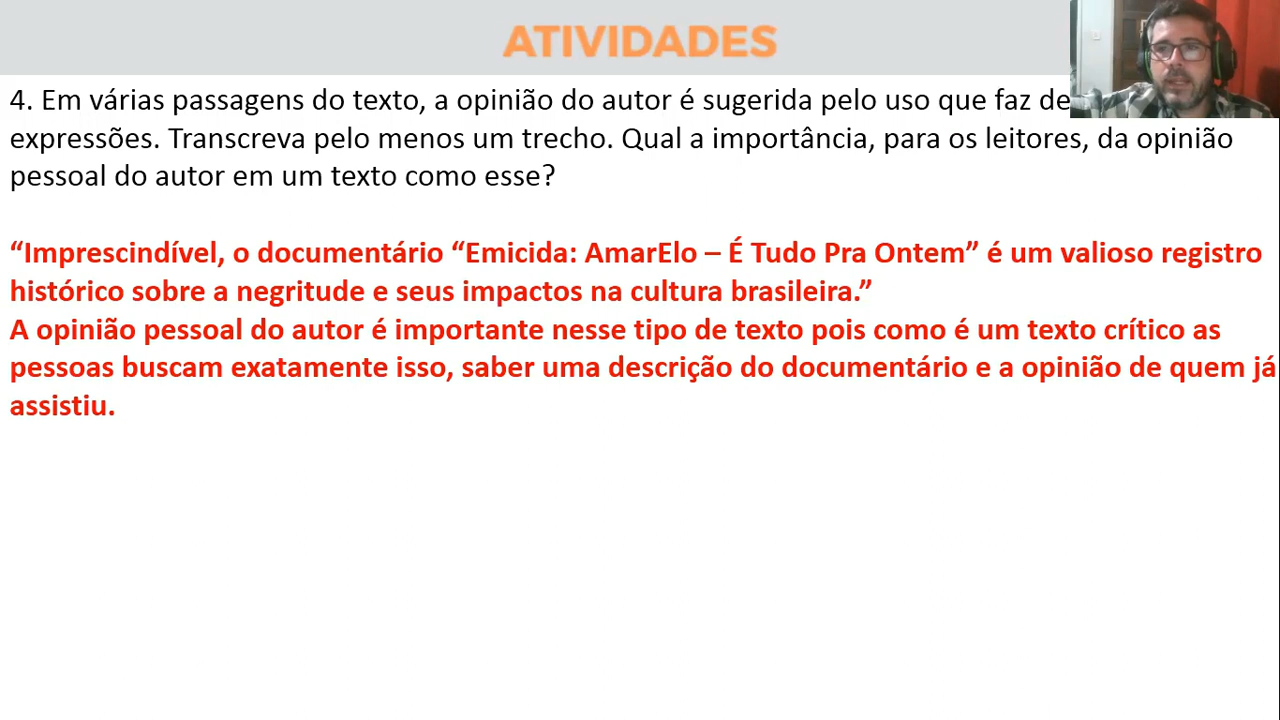 ATIVIDADES
4. Em várias passagens do texto, a opinião do autor é sugerida pelo uso que faz de
expressões. Transcreva pelo menos um trecho. Qual a importância, para os leitores, da opinião
pessoal do autor em um texto como esse?
“Imprescindível, o documentário “Emicida: AmarElo – É Tudo Pra Ontem” é um valioso registro
histórico sobre a negritude e seus impactos na cultura brasileira.”
A opinião pessoal do autor é importante nesse tipo de texto pois como é um texto crítico as
pessoas buscam exatamente isso, saber uma descrição do documentário e a opinião de quem já
assistiu.